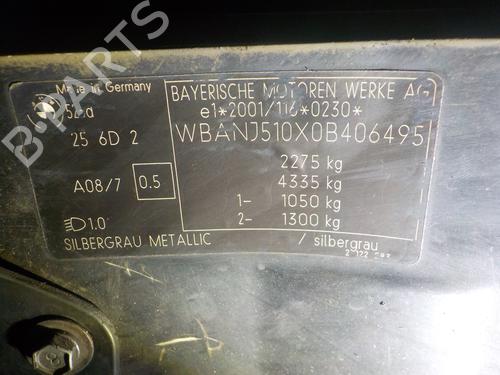 B-PARTS
Made in Germany
BAYERISCHE MOTOREN WERKE AG
e1*2001/116*0230*
WBANJ510X0B406495
25 6D 2
2275 kg
4335 kg
A08/7 0.5
1- 1050 kg
2- 1300 kg
1.0
SILBERGRAU METALLIC / silbergrau